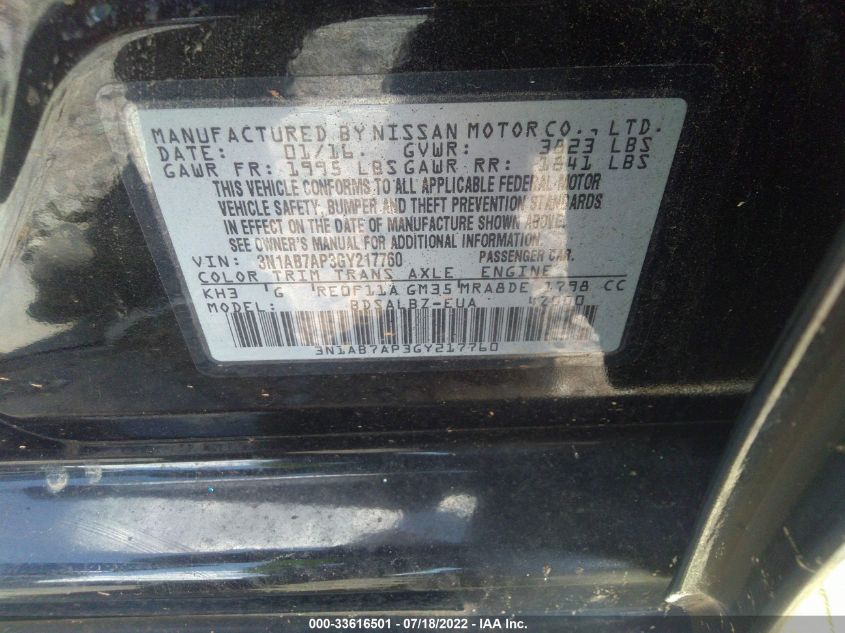 MANUFACTURED BY NISSAN MOTOR CO., LTD.
DATE: 01/16 GVWR: 3823 LBS
GAWR FR: 1995 LBS GAWR RR: 1841 LBS
THIS VEHICLE CONFORMS TO ALL APPLICABLE FEDERAL MOTOR
VEHICLE SAFETY, BUMPER AND THEFT PREVENTION STANDARDS
IN EFFECT ON THE DATE OF MANUFACTURE SHOWN ABOVE.
SEE OWNER'S MANUAL FOR ADDITIONAL INFORMATION.
VIN: 3N1AB7AP3GY217760 PASSENGER CAR.
COLOR TRIM TRANS AXLE ENGINE
KH3 G RE0F11A GM35 MRA8DE 1798 CC
MODEL: BDSALBZ-EUA
3N1AB7AP3GY217760
000-33616501 - 07/18/2022 - IAA Inc.